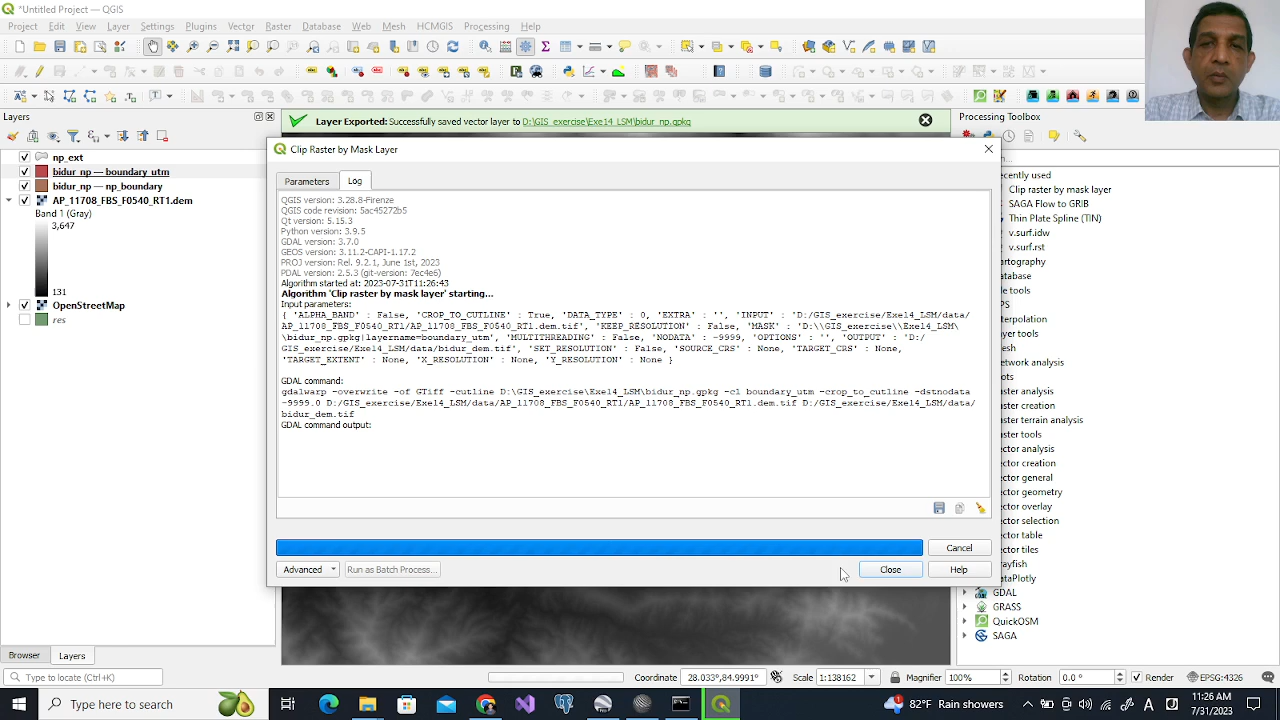 *Untitled Project — QGIS
Project Edit View Layer Settings Plugins Vector Raster Database Web Mesh HCMGIS Processing Help
Layers
Layer Exported: Successfully saved vector layer to D:\GIS_exercise\Exe14_LSM\bidur_np.gpkg
Processing Toolbox
Clip Raster by Mask Layer
Parameters Log
np_ext
bidur_np — boundary_utm
bidur_np — np_boundary
AP_11708_FBS_F0540_RT1.dem
Band 1 (Gray)
3,647
131
OpenStreetMap
res
QGIS version: 3.28.8-Firenze
QGIS code revision: 5ac45272b5
Qt version: 5.15.3
Python version: 3.9.5
GDAL version: 3.7.0
GEOS version: 3.11.2-CAPI-1.17.2
PROJ version: Rel. 9.2.1, June 1st, 2023
PDAL version: 2.5.3 (git-version: 7ec4e6)
Algorithm started at: 2023-07-31T11:26:43
Algorithm 'Clip raster by mask layer' starting…
Input parameters:
{ 'ALPHA_BAND' : False, 'CROP_TO_CUTLINE' : True, 'DATA_TYPE' : 0, 'EXTRA' : '', 'INPUT' : 'D:/GIS_exercise/Exe14_LSM/data/
AP_11708_FBS_F0540_RT1/AP_11708_FBS_F0540_RT1.dem.tif', 'KEEP_RESOLUTION' : False, 'MASK' : 'D:\\GIS_exercise\\Exe14_LSM\
\bidur_np.gpkg|layername=boundary_utm', 'MULTITHREADING' : False, 'NODATA' : -9999, 'OPTIONS' : '', 'OUTPUT' : 'D:/
GIS_exercise/Exe14_LSM/data/bidur_dem.tif', 'SET_RESOLUTION' : False, 'SOURCE_CRS' : None, 'TARGET_CRS' : None,
'TARGET_EXTENT' : None, 'X_RESOLUTION' : None, 'Y_RESOLUTION' : None }
GDAL command:
gdalwarp -overwrite -of GTiff -cutline D:\GIS_exercise\Exe14_LSM\bidur_np.gpkg -cl boundary_utm -crop_to_cutline -dstnodata
-9999.0 D:/GIS_exercise/Exe14_LSM/data/AP_11708_FBS_F0540_RT1/AP_11708_FBS_F0540_RT1.dem.tif D:/GIS_exercise/Exe14_LSM/data/
bidur_dem.tif
GDAL command output:
Cancel
Advanced Run as Batch Process… Close Help
ecently used
Clip raster by mask layer
SAGA Flow to GRIB
Thin Plate Spline (TIN)
v.surf.idw
v.surf.rst
artography
atabase
le tools
PS
terpolation
yer tools
esh
etwork analysis
ots
ster analysis
ster creation
ster terrain analysis
ster tools
ctor analysis
ctor creation
ctor general
ctor geometry
ctor overlay
ctor selection
ctor table
ctor tiles
rayfish
taPlotly
GDAL
GRASS
QuickOSM
SAGA
Browser Layers
Type to locate (Ctrl+K)
Coordinate 28.033°,84.9991° Scale 1:138162 Magnifier 100% Rotation 0.0 ° Render EPSG:4326
Type here to search
82°F Rain showers
11:26 AM
7/31/2023